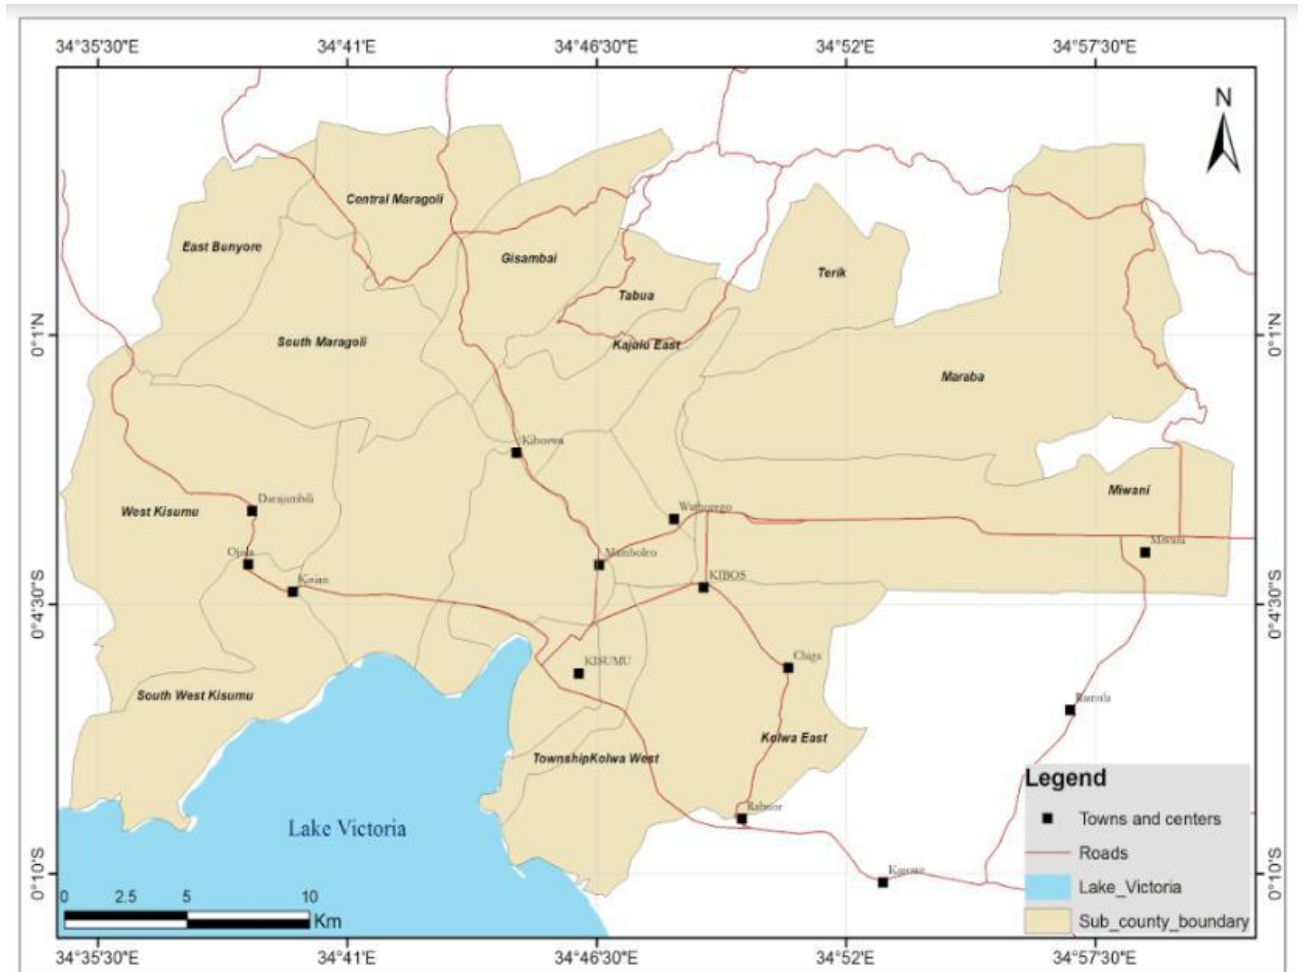 34°35'30"E 34°41'E 34°46'30"E 34°52'E 34°57'30"E
N
Central Maragoli
East Bunyore
Gisambai
Terik
Tabua
0°1'N
0°1'N
South Maragoli
Kajulu East
Maraba
Miwani
West Kisumu
Wathorego
Ojola
Mamboleo
Miwani
KIBOS
0°4'30"S
0°4'30"S
KISUMU
Chiga
South West Kisumu
Kolwa East
TownshipKolwa West
Rabuor
Lake Victoria
0°10'S
0°10'S
0 2.5 5 10
Km
Legend
Towns and centers
Roads
Lake_Victoria
Sub_county_boundary
34°35'30"E 34°41'E 34°46'30"E 34°52'E 34°57'30"E